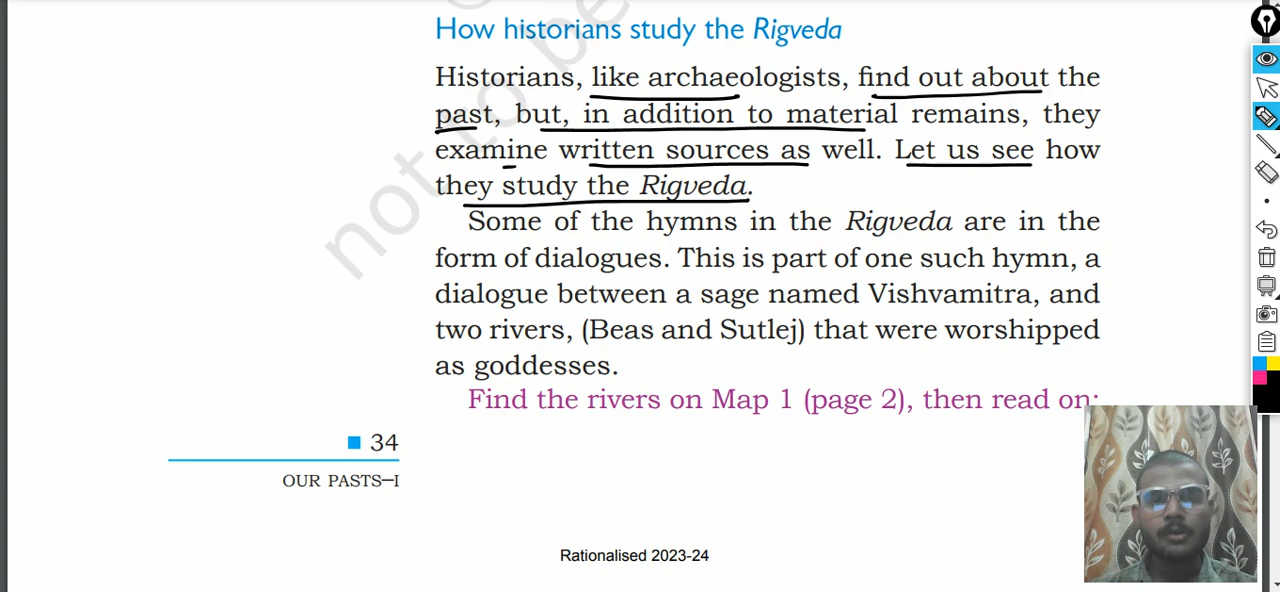 How historians study the Rigveda
Historians, like archaeologists, find out about the
past, but, in addition to material remains, they
examine written sources as well. Let us see how
they study the Rigveda.
Some of the hymns in the Rigveda are in the
form of dialogues. This is part of one such hymn, a
dialogue between a sage named Vishvamitra, and
two rivers, (Beas and Sutlej) that were worshipped
as goddesses.
Find the rivers on Map 1 (page 2), then read on:
34
OUR PASTS—I
Rationalised 2023-24
not to be